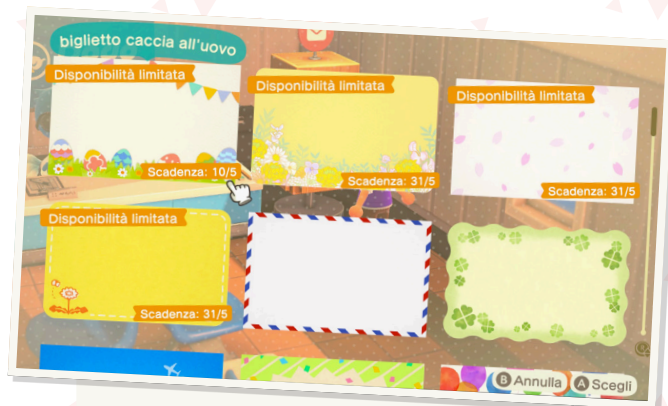 biglietto caccia all'uovo
Disponibilità limitata
Scadenza: 10/5
Disponibilità limitata
Scadenza: 31/5
Disponibilità limitata
Scadenza: 31/5
Disponibilità limitata
Scadenza: 31/5
B Annulla A Scegli